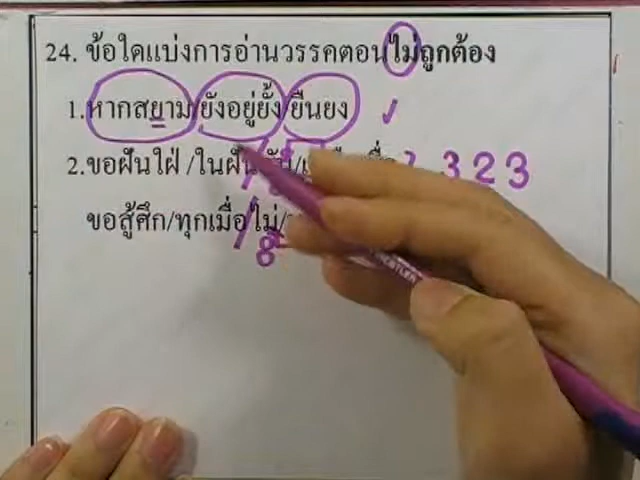 24. ข้อใดแบ่งการอ่านวรรคตอนไม่ถูกต้อง
1.หากสยาม/ยังอยู่ยั้ง/ยืนยง ✓
2.ขอฝันใฝ่ /ในฝัน 323
ขอสู้ศึก/ทุกเมื่อ/ไม่/
8